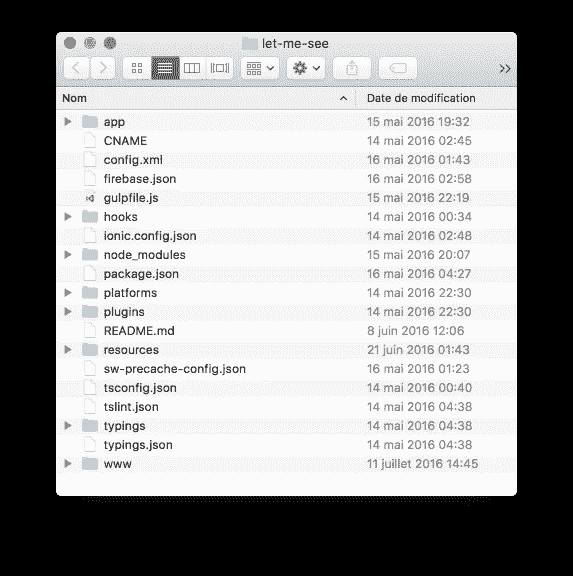 let-me-see
Nom Date de modification
app 15 mai 2016 19:32
CNAME 14 mai 2016 02:45
config.xml 16 mai 2016 01:43
firebase.json 16 mai 2016 02:58
gulpfile.js 15 mai 2016 22:19
hooks 14 mai 2016 00:34
ionic.config.json 14 mai 2016 02:48
node_modules 15 mai 2016 20:07
package.json 16 mai 2016 04:27
platforms 14 mai 2016 22:30
plugins 14 mai 2016 22:30
README.md 8 juin 2016 12:06
resources 21 juin 2016 01:43
sw-precache-config.json 16 mai 2016 01:23
tsconfig.json 14 mai 2016 00:40
tslint.json 14 mai 2016 04:38
typings 14 mai 2016 04:38
typings.json 14 mai 2016 04:38
www 11 juillet 2016 14:45